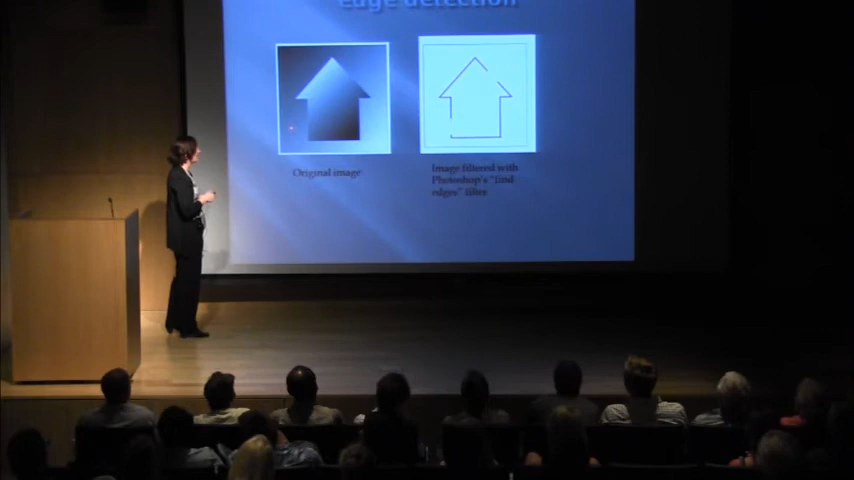 edge detection
Original image
Image filtered with
Photoshop's "find
edges" filter